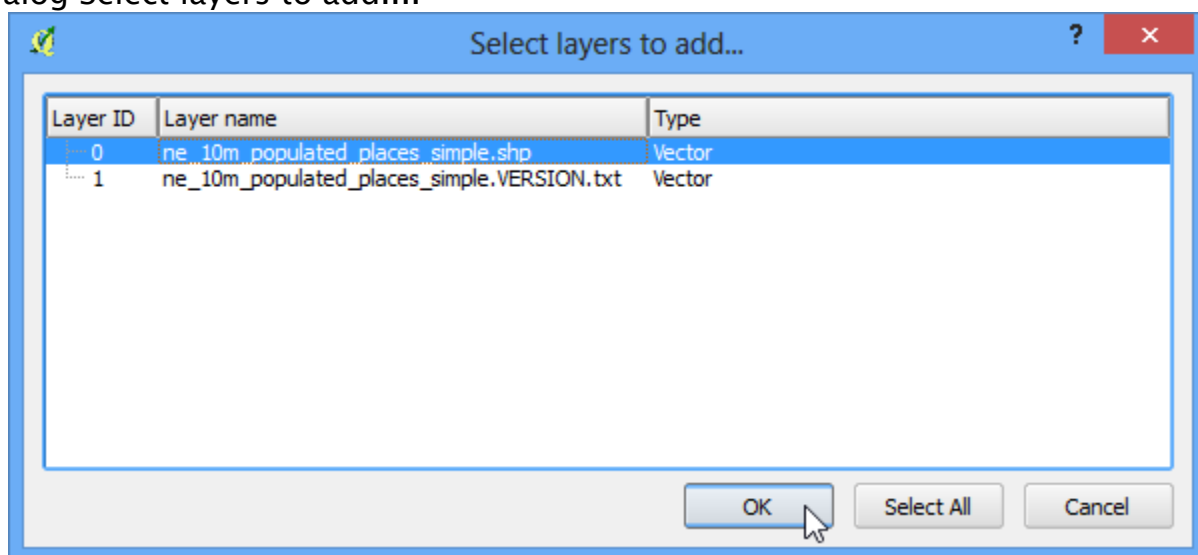 Select layers to add...
?
×
Layer ID Layer name Type
0 ne_10m_populated_places_simple.shp Vector
1 ne_10m_populated_places_simple.VERSION.txt Vector
OK Select All Cancel